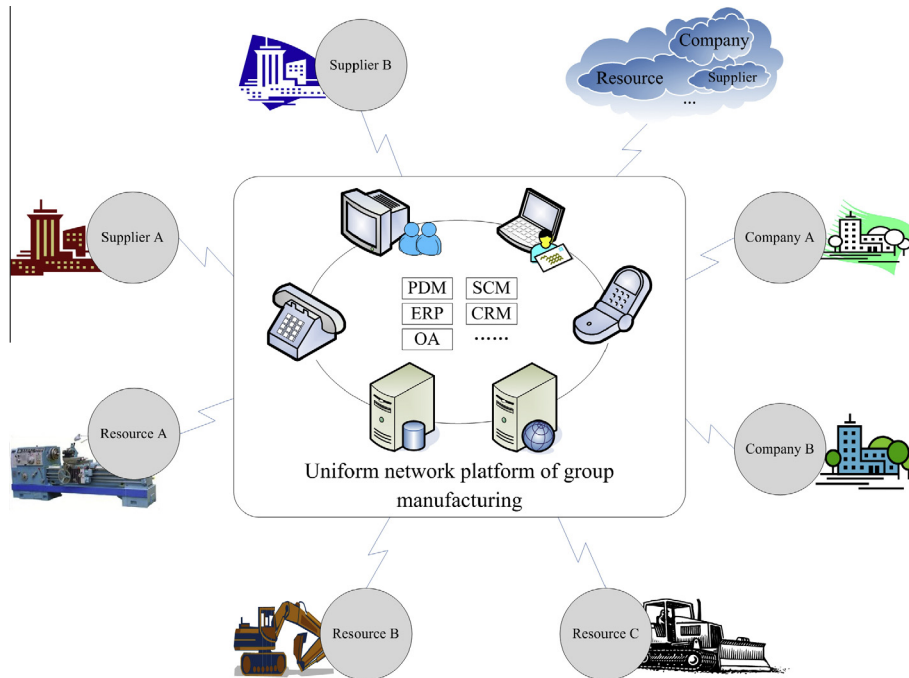 Supplier B
Company
Resource
Supplier
...
Supplier A
Company A
PDM
SCM
ERP
CRM
OA
······
Resource A
Company B
Uniform network platform of group
manufacturing
Resource B
Resource C